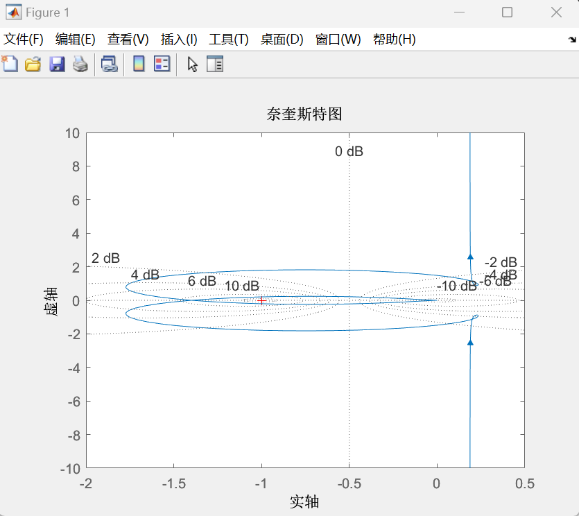 Figure 1
文件(F) 编辑(E) 查看(V) 插入(I) 工具(T) 桌面(D) 窗口(W) 帮助(H)
奈奎斯特图
10
8
6
4
2
0
-2
-4
-6
-8
-10
虚轴
0 dB
2 dB
4 dB
6 dB
10 dB
-2 dB
-4 dB
-6 dB
-10 dB
-2 -1.5 -1 -0.5 0 0.5
实轴